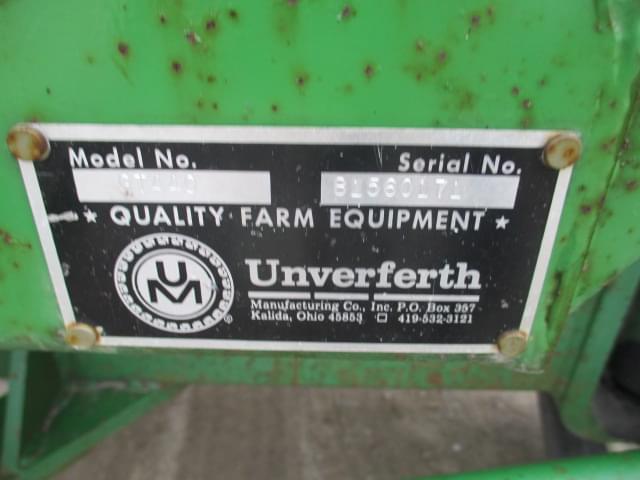 Model No. Serial No.
B1560171
★ QUALITY FARM EQUIPMENT ★
UM ® Unverferth
Manufacturing Co., Inc. P.O. Box 357
Kalida, Ohio 45853 □ 419-532-3121